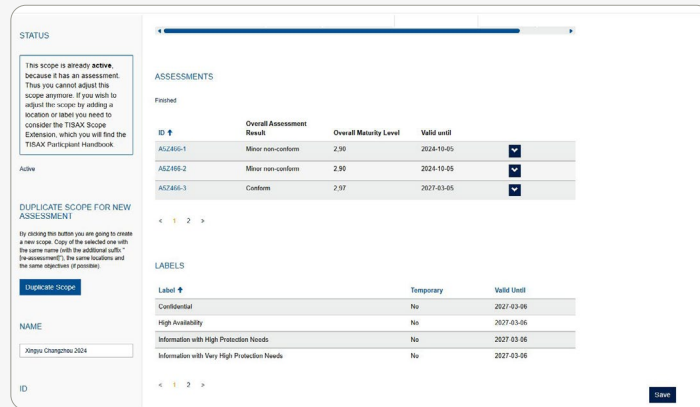 STATUS
This scope is already active,
because it has an assessment.
Thus you cannot adjust this
scope anymore. If you wish to
adjust the scope by adding a
location or label you need to
consider the TISAX Scope
Extension, which you will find the
TISAX Particpiant Handbook
Active
DUPLICATE SCOPE FOR NEW
ASSESSMENT
By clicking this button you are going to create
a new scope. Copy of the selected one with
the same name (with the additional suffix "
[re-assessment]"), the same locations and
the same objectives (if possible).
Duplicate Scope
NAME
Xingyu Changzhou 2024
ID
ASSESSMENTS
Finished
ID ↑ Overall Assessment Result Overall Maturity Level Valid until
A5Z466-1 Minor non-conform 2,90 2024-10-05
A5Z466-2 Minor non-conform 2,90 2024-10-05
A5Z466-3 Conform 2,97 2027-03-05
< 1 2 >
LABELS
Label ↑ Temporary Valid Until
Confidential No 2027-03-06
High Availability No 2027-03-06
Information with High Protection Needs No 2027-03-06
Information with Very High Protection Needs No 2027-03-06
< 1 2 >
Save